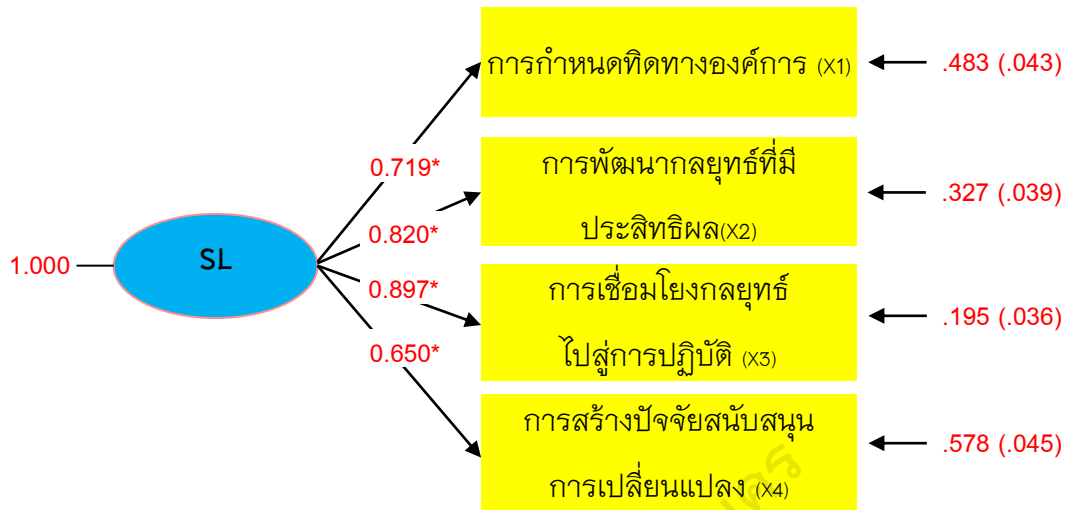 การกำหนดทิดทางองค์การ (X1)
.483 (.043)
0.719*
การพัฒนากลยุทธ์ที่มี
ประสิทธิผล(X2)
.327 (.039)
0.820*
1.000
SL
0.897*
การเชื่อมโยงกลยุทธ์
ไปสู่การปฏิบัติ (X3)
.195 (.036)
0.650*
การสร้างปัจจัยสนับสนุน
การเปลี่ยนแปลง (X4)
.578 (.045)